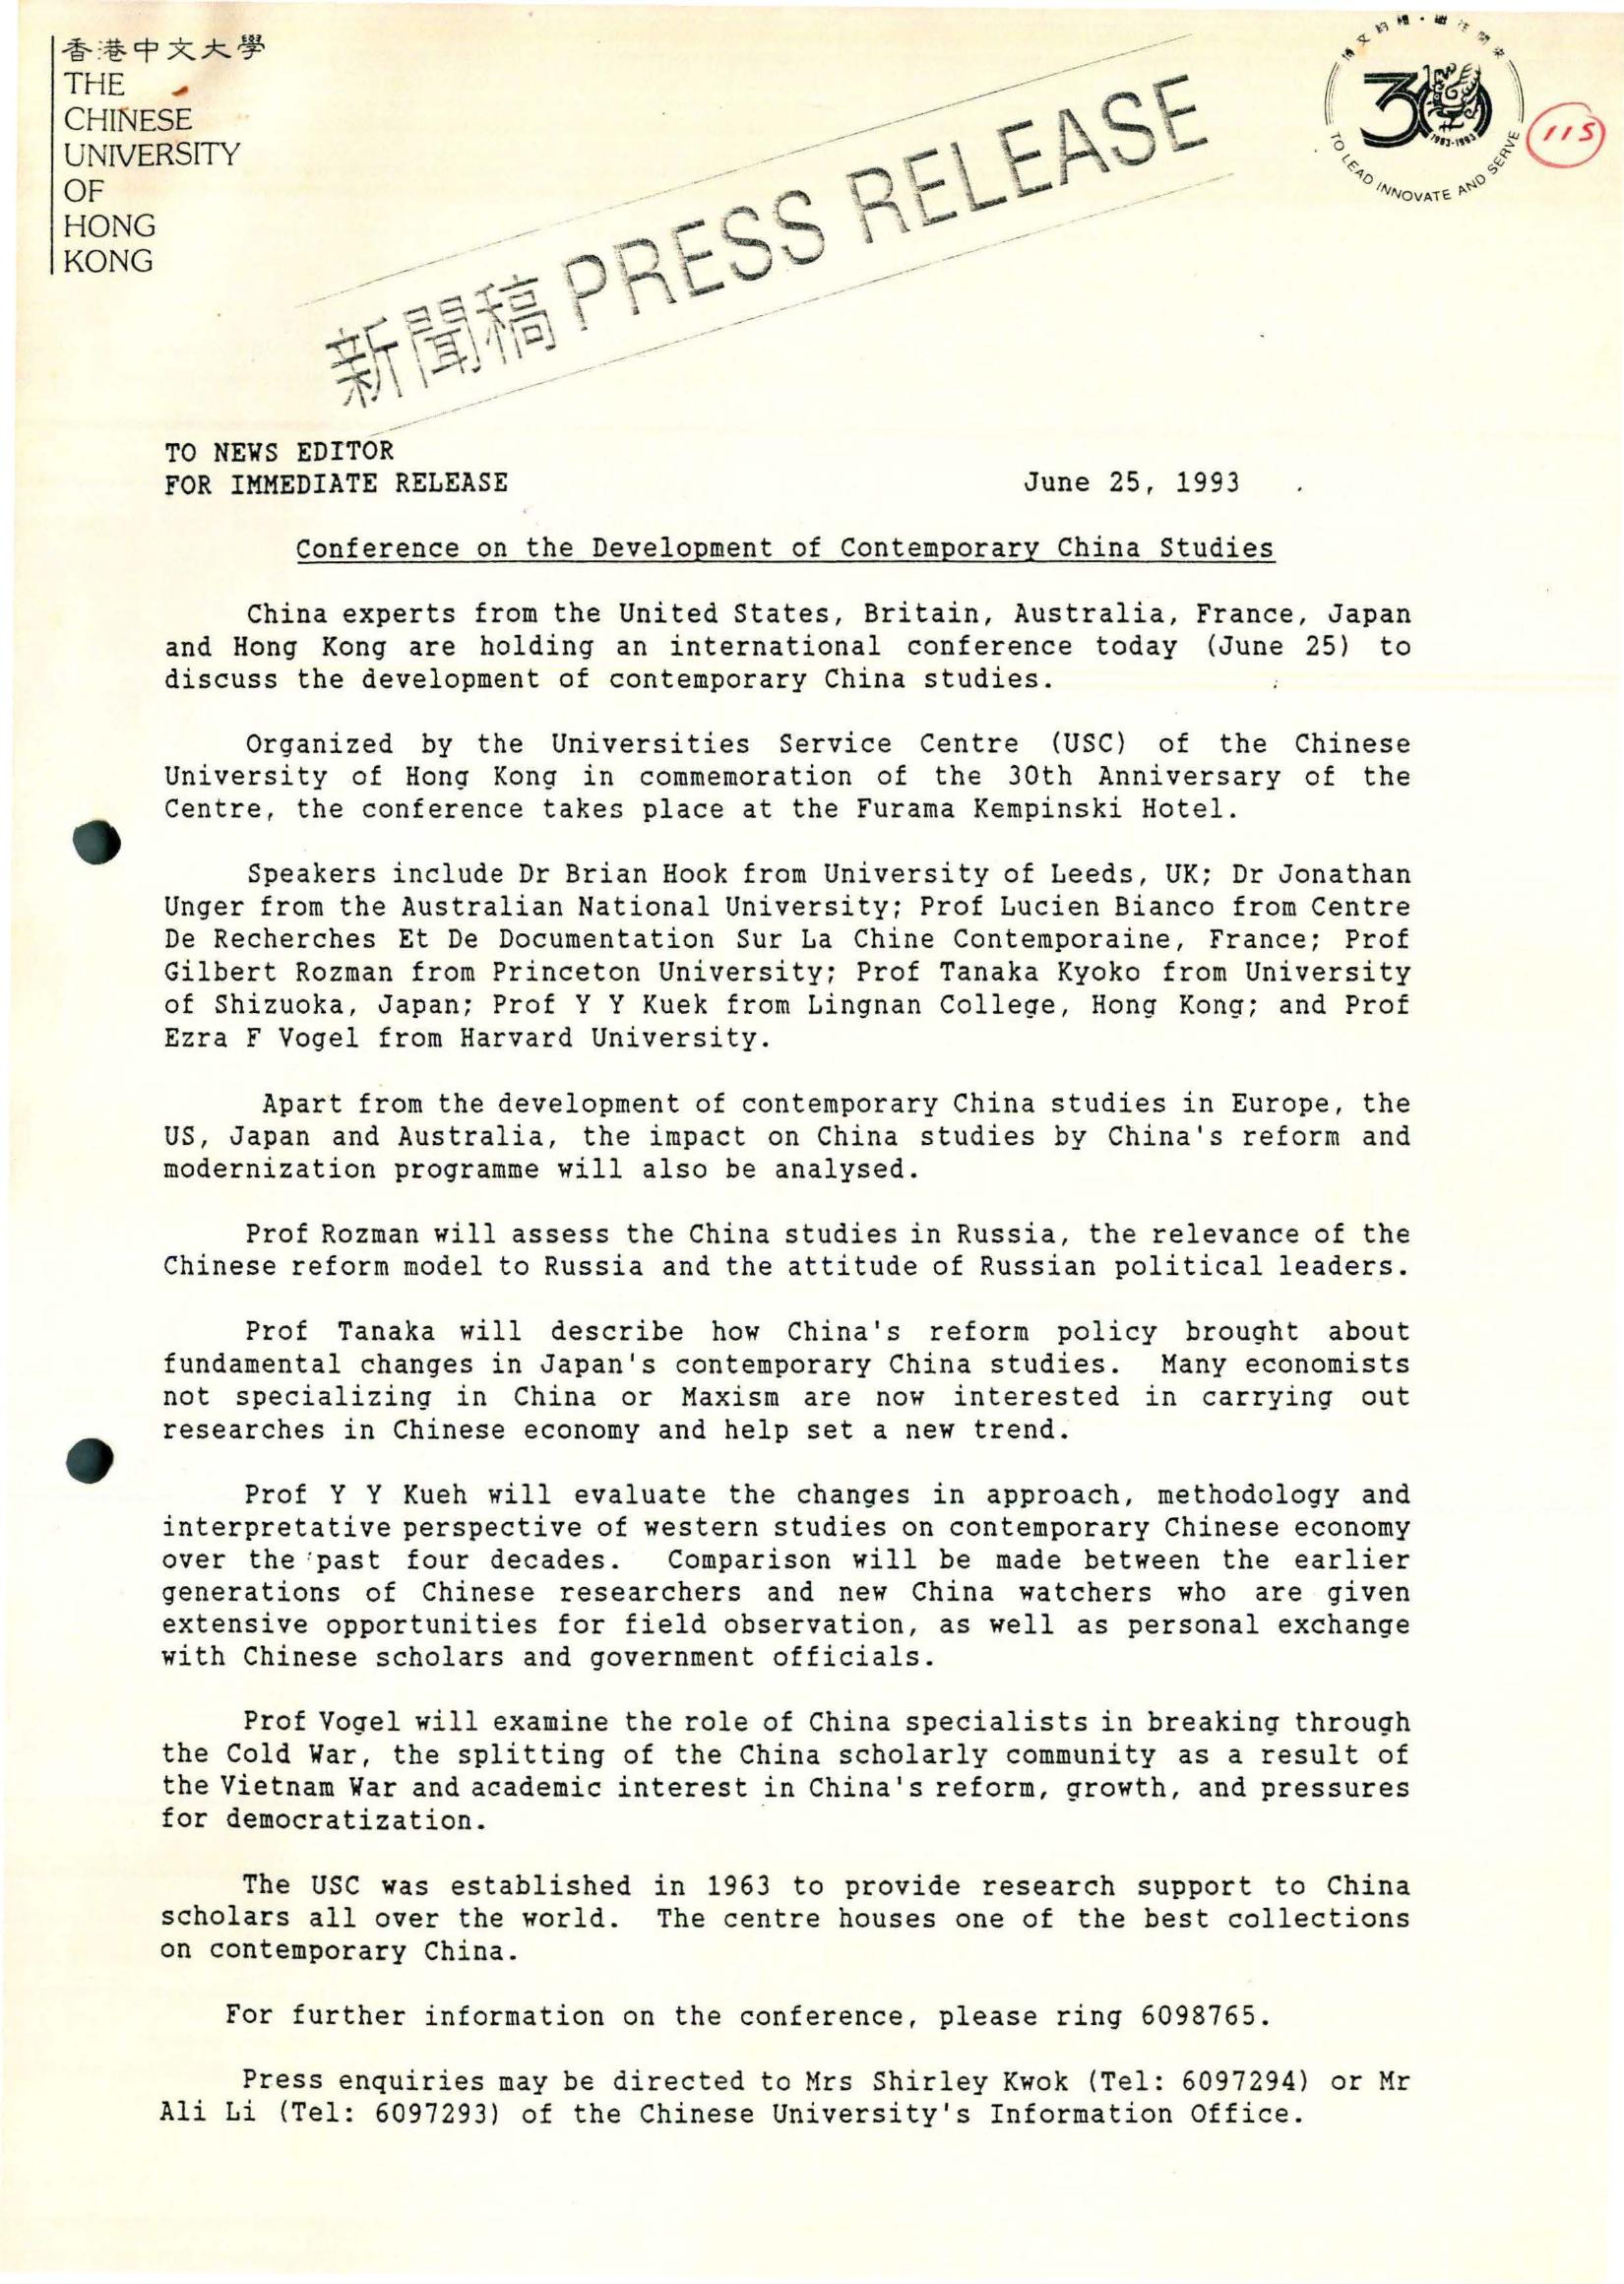 香港中文大學
THE
CHINESE
UNIVERSITY
OF
HONG
KONG
新聞稿 PRESS RELEASE
30
1963-1993
TO LEAD INNOVATE AND SERVE
115
TO NEWS EDITOR
FOR IMMEDIATE RELEASE June 25, 1993
Conference on the Development of Contemporary China Studies
China experts from the United States, Britain, Australia, France, Japan
and Hong Kong are holding an international conference today (June 25) to
discuss the development of contemporary China studies.
Organized by the Universities Service Centre (USC) of the Chinese
University of Hong Kong in commemoration of the 30th Anniversary of the
Centre, the conference takes place at the Furama Kempinski Hotel.
Speakers include Dr Brian Hook from University of Leeds, UK; Dr Jonathan
Unger from the Australian National University; Prof Lucien Bianco from Centre
De Recherches Et De Documentation Sur La Chine Contemporaine, France; Prof
Gilbert Rozman from Princeton University; Prof Tanaka Kyoko from University
of Shizuoka, Japan; Prof Y Y Kuek from Lingnan College, Hong Kong; and Prof
Ezra F Vogel from Harvard University.
Apart from the development of contemporary China studies in Europe, the
US, Japan and Australia, the impact on China studies by China's reform and
modernization programme will also be analysed.
Prof Rozman will assess the China studies in Russia, the relevance of the
Chinese reform model to Russia and the attitude of Russian political leaders.
Prof Tanaka will describe how China's reform policy brought about
fundamental changes in Japan's contemporary China studies. Many economists
not specializing in China or Maxism are now interested in carrying out
researches in Chinese economy and help set a new trend.
Prof Y Y Kueh will evaluate the changes in approach, methodology and
interpretative perspective of western studies on contemporary Chinese economy
over the past four decades. Comparison will be made between the earlier
generations of Chinese researchers and new China watchers who are given
extensive opportunities for field observation, as well as personal exchange
with Chinese scholars and government officials.
Prof Vogel will examine the role of China specialists in breaking through
the Cold War, the splitting of the China scholarly community as a result of
the Vietnam War and academic interest in China's reform, growth, and pressures
for democratization.
The USC was established in 1963 to provide research support to China
scholars all over the world. The centre houses one of the best collections
on contemporary China.
For further information on the conference, please ring 6098765.
Press enquiries may be directed to Mrs Shirley Kwok (Tel: 6097294) or Mr
Ali Li (Tel: 6097293) of the Chinese University's Information Office.